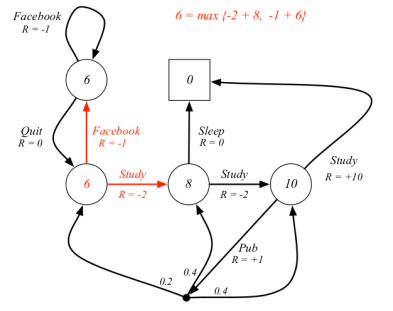 Facebook
R = -1
6 = max {-2 + 8, -1 + 6}
6
0
Quit
R = 0
Facebook
R = -1
Sleep
R = 0
Study
R = +10
6
Study
R = -2
8
Study
R = -2
10
Pub
R = +1
0.2
0.4
0.4